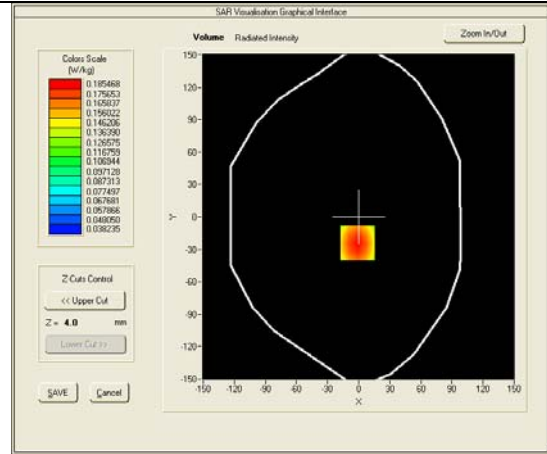 SAR Visualisation Graphical Interface
Volume Radiated Intensity
Zoom In/Out
Colors Scale
(W/kg)
0.185468
0.175653
0.165837
0.156022
0.146206
0.136390
0.126575
0.116759
0.106944
0.097128
0.087313
0.077497
0.067681
0.057866
0.048050
0.038235
Z Cuts Control
<< Upper Cut
Z = 4.0 mm
Lower Cut >>
SAVE Cancel
150
120
90
60
30
0
-30
-60
-90
-120
-150
Y
-150 -120 -90 -60 -30 0 30 60 90 120 150
X